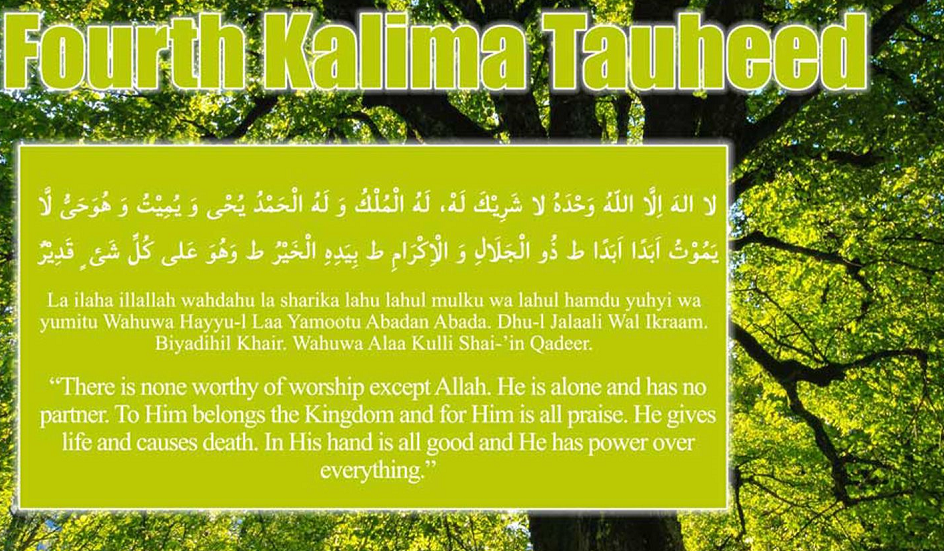 Fourth Kalima Tauheed
لا الهَ اِلَّا اللّٰهُ وَحْدَهُ لا شَرِيْكَ لَهْ، لَهُ الْمُلْكُ وَ لَهُ الْحَمْدُ يُحْى وَ يُمِيْتُ وَ هُوَحَىُّ لَّا
يَمُوْتُ اَبَدًا اَبَدًا ط ذُو الْجَلَالِ وَ الْاِكْرَامِ ط بِيَدِهِ الْخَيْرُ ط وَهُوَ عَلى كُلِّ شَئ ٍ قَدِيْرٌ
La ilaha illallah wahdahu la sharika lahu lahul mulku wa lahul hamdu yuhyi wa
yumitu Wahuwa Hayyu-l Laa Yamootu Abadan Abada. Dhu-l Jalaali Wal Ikraam.
Biyadihil Khair. Wahuwa Alaa Kulli Shai-’in Qadeer.
“There is none worthy of worship except Allah. He is alone and has no
partner. To Him belongs the Kingdom and for Him is all praise. He gives
life and causes death. In His hand is all good and He has power over
everything.”